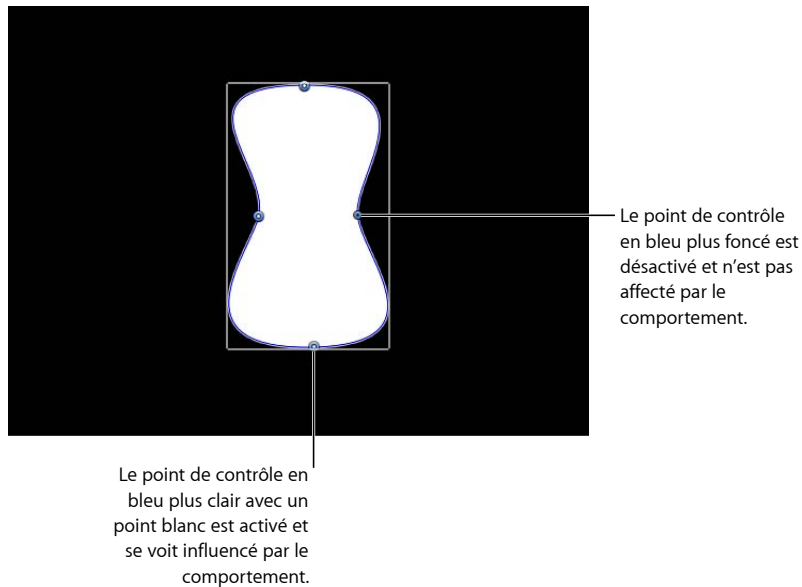 Le point de contrôle
en bleu plus foncé est
désactivé et n’est pas
affecté par le
comportement.
Le point de contrôle en
bleu plus clair avec un
point blanc est activé et
se voit influencé par le
comportement.